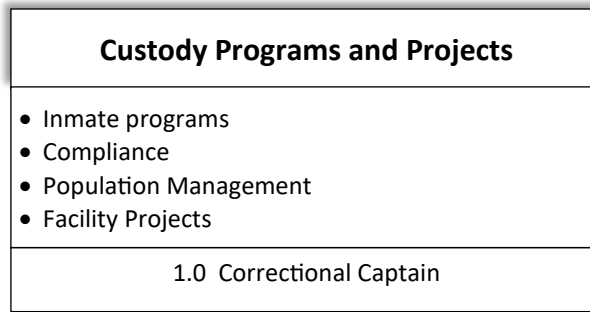 Custody Programs and Projects
• Inmate programs
• Compliance
• Population Management
• Facility Projects
1.0 Correctional Captain